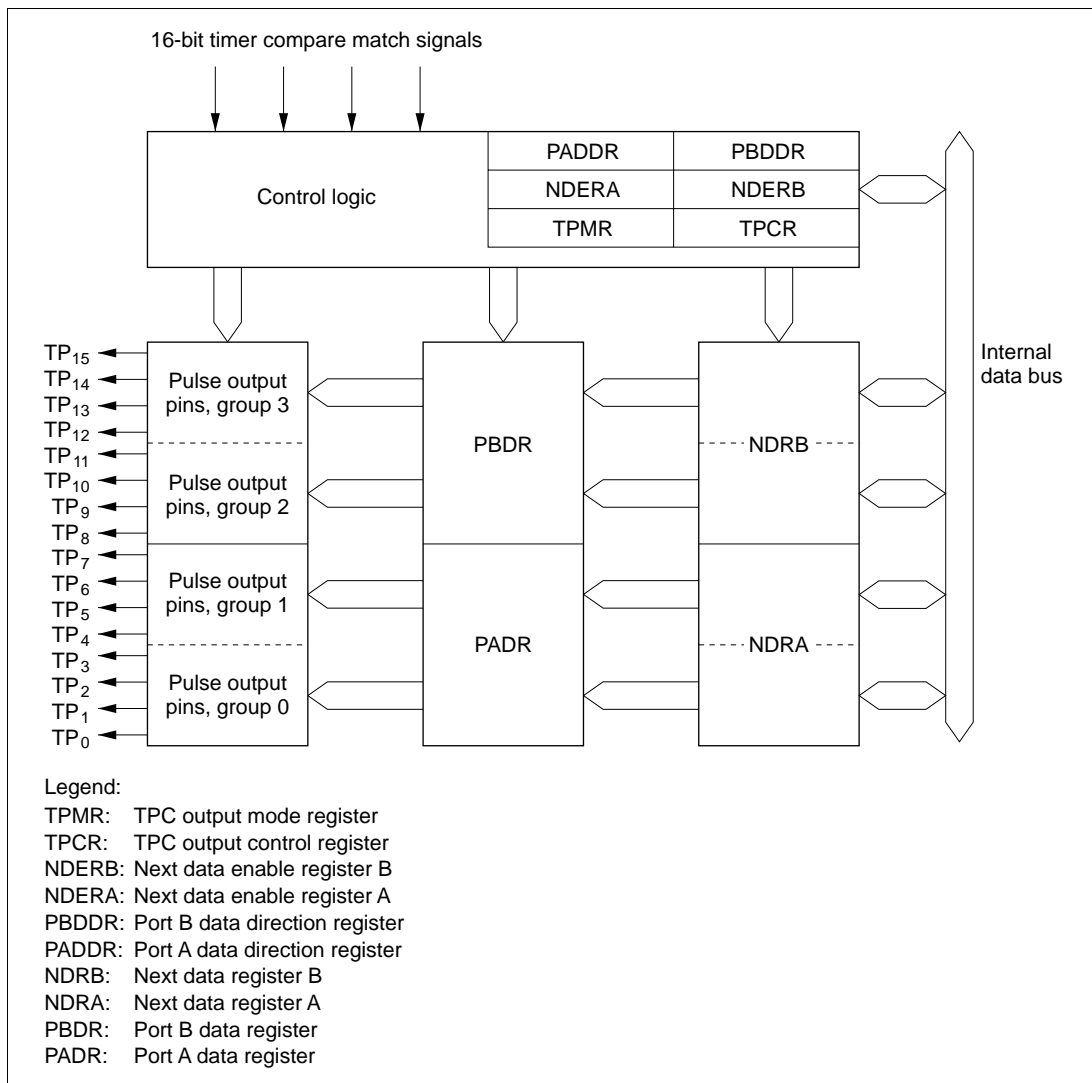 16-bit timer compare match signals
Control logic
PADDR PBDDR
NDERA NDERB
TPMR TPCR
Internal
data bus
TP15
TP14
TP13
TP12
TP11
TP10
TP9
TP8
TP7
TP6
TP5
TP4
TP3
TP2
TP1
TP0
Pulse output
pins, group 3
Pulse output
pins, group 2
Pulse output
pins, group 1
Pulse output
pins, group 0
PBDR
PADR
NDRB
NDRA
Legend:
TPMR: TPC output mode register
TPCR: TPC output control register
NDERB: Next data enable register B
NDERA: Next data enable register A
PBDDR: Port B data direction register
PADDR: Port A data direction register
NDRB: Next data register B
NDRA: Next data register A
PBDR: Port B data register
PADR: Port A data register